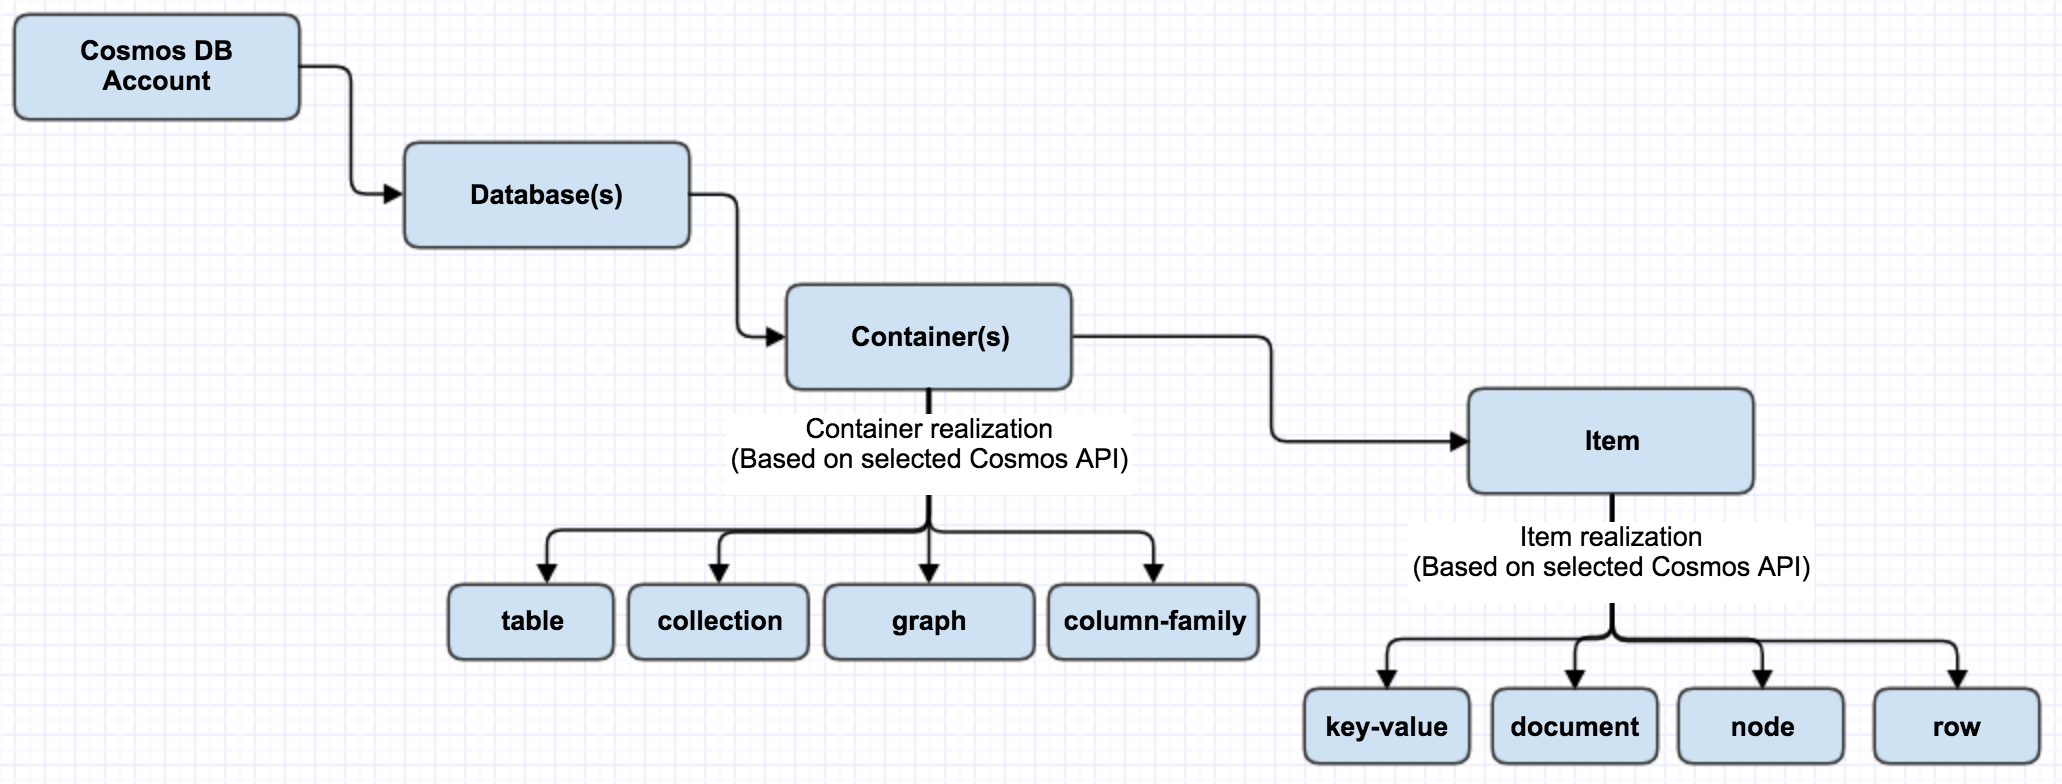 Cosmos DB
Account
Database(s)
Container(s)
Container realization
(Based on selected Cosmos API)
Item
Item realization
(Based on selected Cosmos API)
table
collection
graph
column-family
key-value
document
node
row